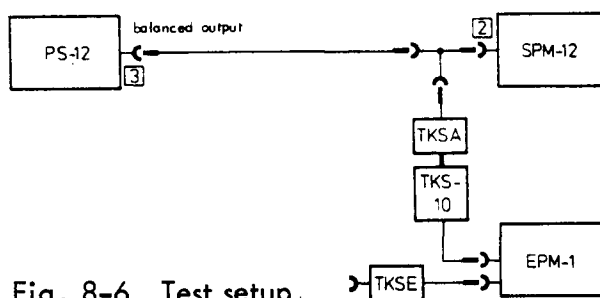 balanced output
PS-12
3
2
SPM-12
TKSA
TKS-
10
EPM-1
TKSE
Fig. 8-6 Test setup.